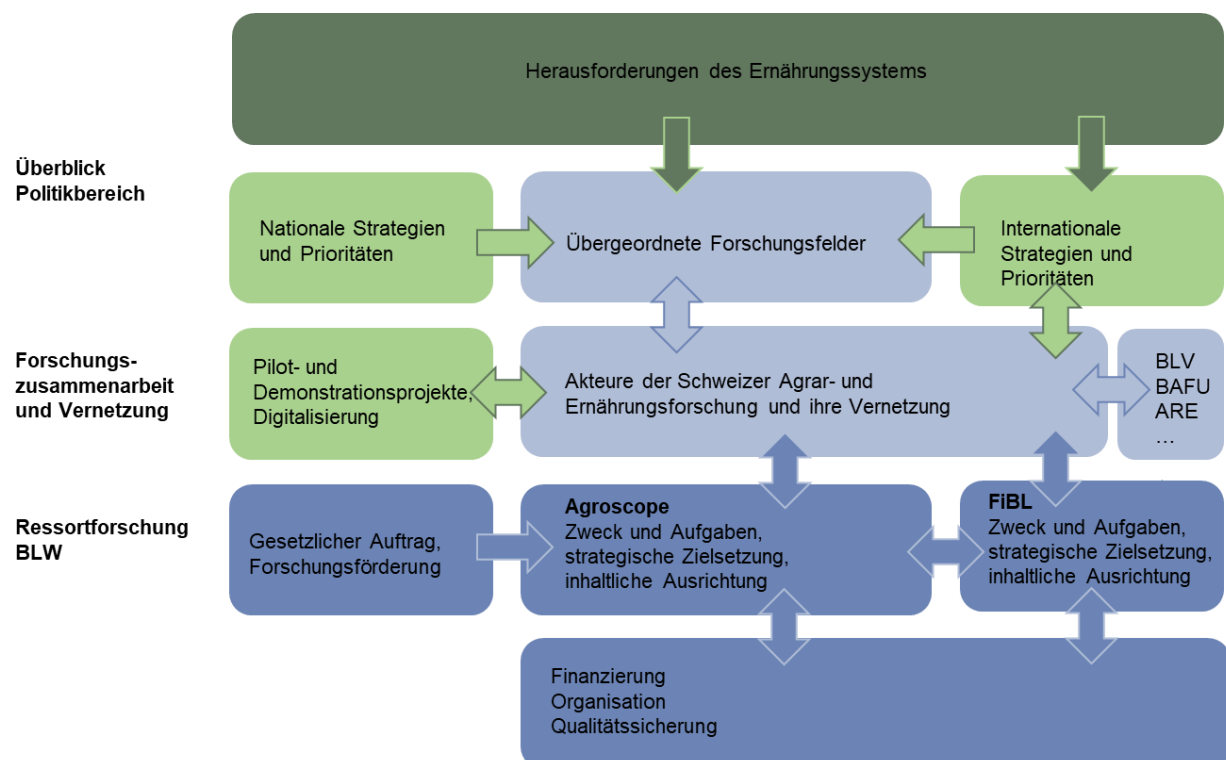 Herausforderungen des Ernährungssystems
Überblick
Politikbereich
Nationale Strategien
und Prioritäten
Übergeordnete Forschungsfelder
Internationale
Strategien und
Prioritäten
Forschungs-
zusammenarbeit
und Vernetzung
Pilot- und
Demonstrationsprojekte,
Digitalisierung
Akteure der Schweizer Agrar- und
Ernährungsforschung und ihre Vernetzung
BLV
BAFU
ARE
…
Ressortforschung
BLW
Gesetzlicher Auftrag,
Forschungsförderung
Agroscope
Zweck und Aufgaben,
strategische Zielsetzung,
inhaltliche Ausrichtung
FiBL
Zweck und Aufgaben,
strategische Zielsetzung,
inhaltliche Ausrichtung
Finanzierung
Organisation
Qualitätssicherung